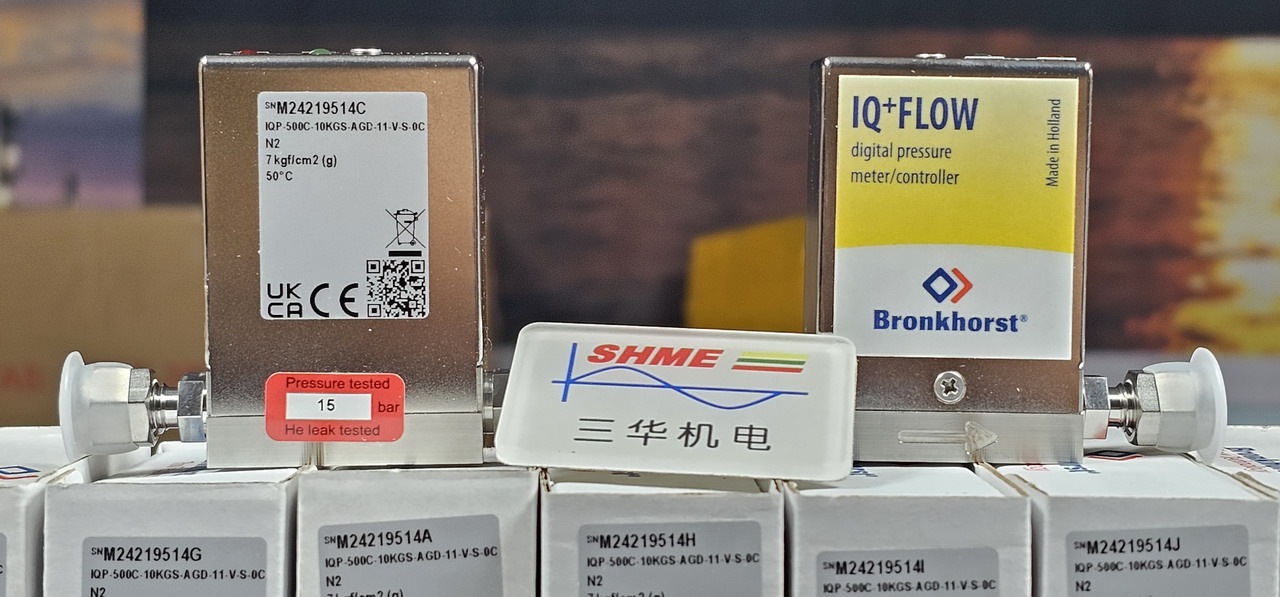 SNM24219514C
IQP-500C-10KGS-AGD-11-V-S-0C
N2
7 kgf/cm2 (g)
50°C
UK
CA CE
Pressure tested
15 bar
He leak tested
IQ+FLOW
digital pressure
meter/controller
Made in Holland
Bronkhorst®
SHME
三华机电
SNM24219514G
IQP-500C-10KGS-AGD-11-V-S-0C
N2
SNM24219514A
IQP-500C-10KGS-AGD-11-V-S-0C
N2
7 kgf/cm2 (g)
SNM24219514H
IQP-500C-10KGS-AGD-11-V-S-0C
N2
SNM24219514I
IQP-500C-10KGS-AGD-11-V-S-0C
SNM24219514J
IQP-500C-10KGS-AGD-11-V-S-0C
N2